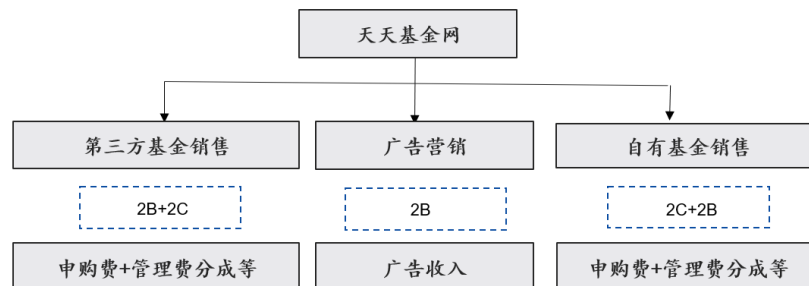 天天基金网
第三方基金销售
广告营销
自有基金销售
2B+2C
2B
2C+2B
申购费+管理费分成等
广告收入
申购费+管理费分成等